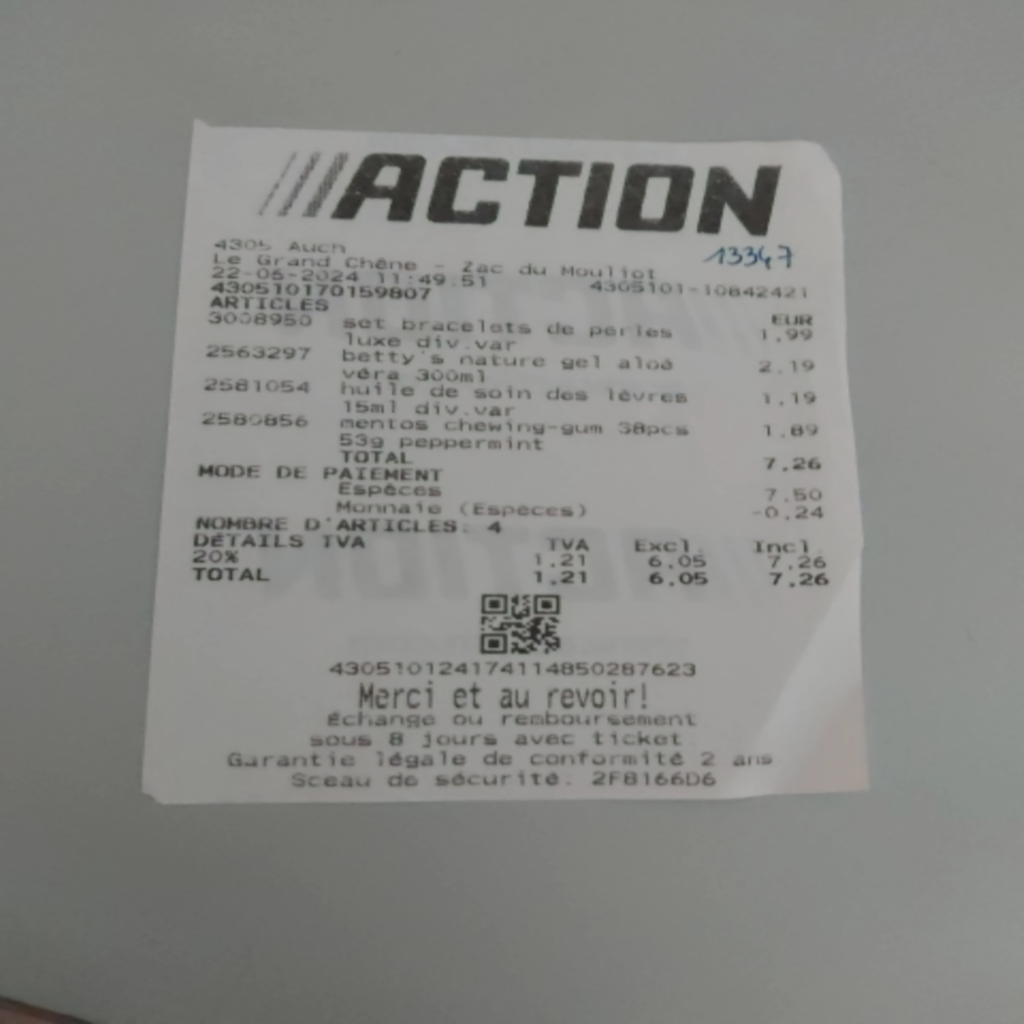 ACTION
4305 Auch
13347
Le Grand Chêne - Zac du Mouliot
22-06-2024 11:49:51 4305101-10842421
430510170159807
ARTICLES EUR
3008950 set bracelets de perles 1,99
luxe div.var
2563297 betty's nature gel aloë 2,19
véra 300ml
2581054 huile de soin des lèvres 1,19
15ml div.var
2580856 mentos chewing-gum 38pcs 1,89
53g peppermint
TOTAL 7,26
MODE DE PAIEMENT
Espèces 7,50
Monnaie (Espèces) -0,24
NOMBRE D'ARTICLES: 4
DÉTAILS TVA TVA Excl. Incl.
20% 1,21 6,05 7,26
TOTAL 1,21 6,05 7,26
430510124174114850287623
Merci et au revoir!
Échange ou remboursement
sous 8 jours avec ticket
Garantie légale de conformité 2 ans
Sceau de sécurité: 2F8166D6